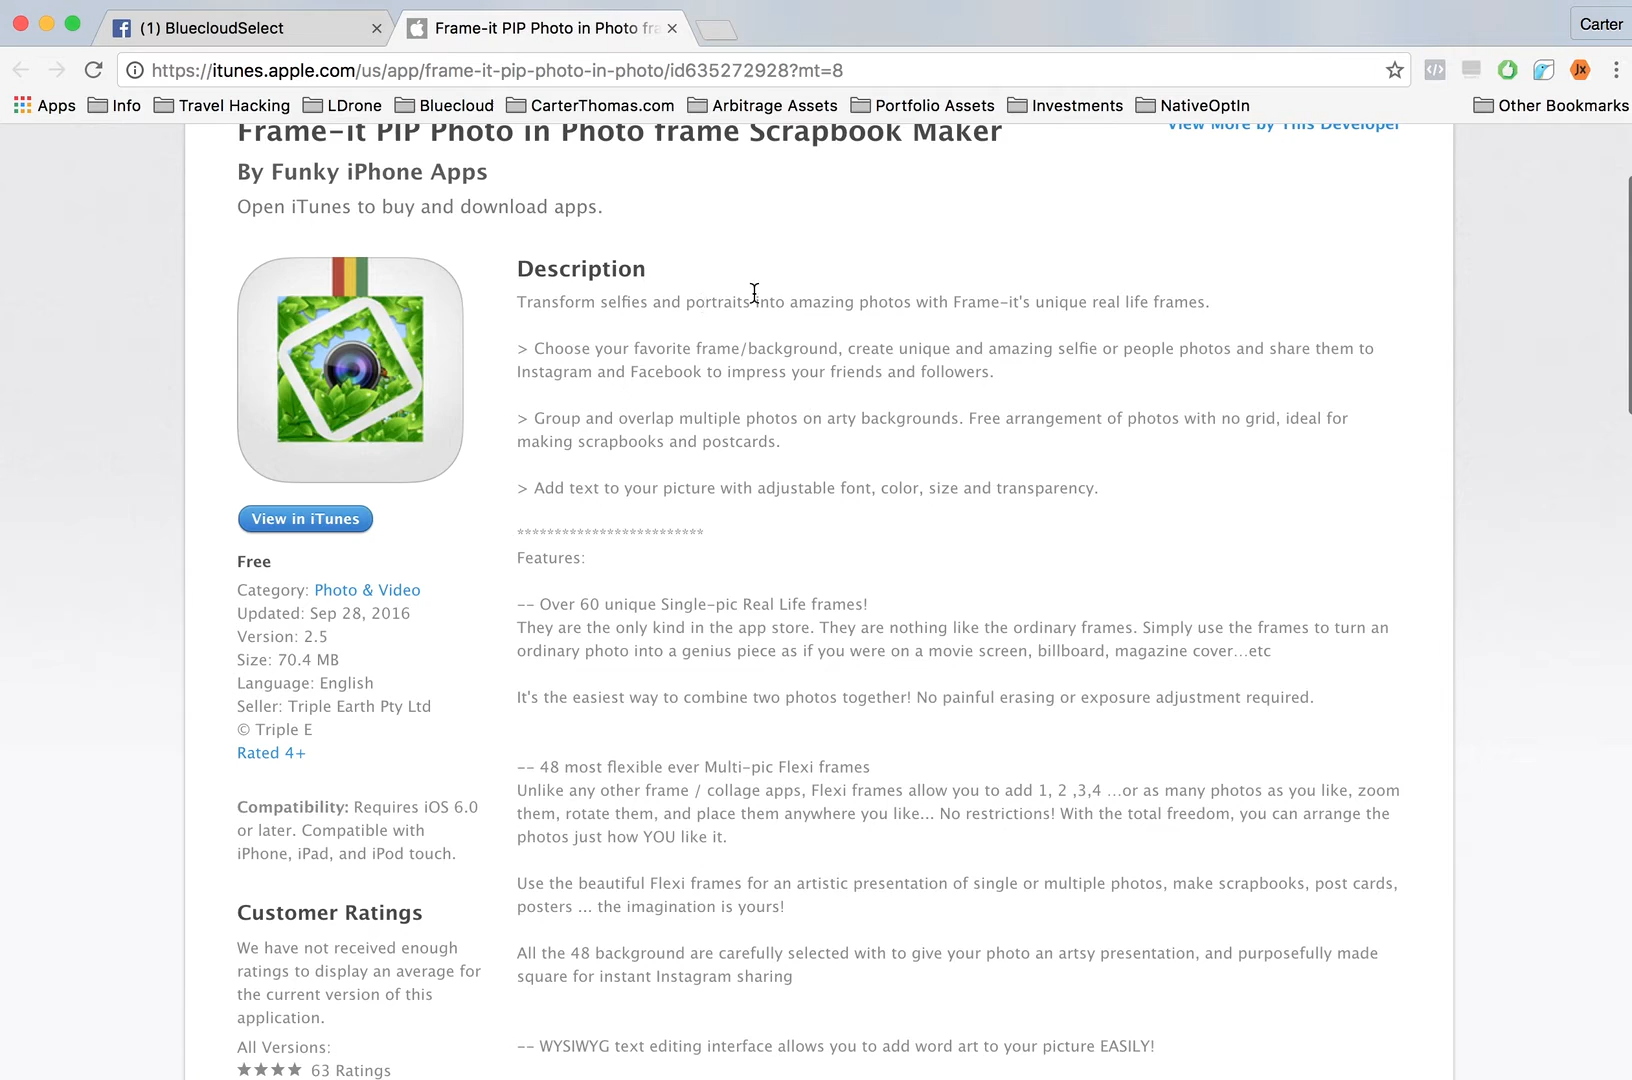 (1) BluecloudSelect
Frame-it PIP Photo in Photo fra
Carter
https://itunes.apple.com/us/app/frame-it-pip-photo-in-photo/id635272928?mt=8
Apps Info Travel Hacking LDrone Bluecloud CarterThomas.com Arbitrage Assets Portfolio Assets Investments NativeOptIn Other Bookmarks
Frame-it PIP Photo in Photo frame Scrapbook Maker
View More by This Developer
By Funky iPhone Apps
Open iTunes to buy and download apps.
View in iTunes
Free
Category: Photo & Video
Updated: Sep 28, 2016
Version: 2.5
Size: 70.4 MB
Language: English
Seller: Triple Earth Pty Ltd
© Triple E
Rated 4+
Compatibility: Requires iOS 6.0
or later. Compatible with
iPhone, iPad, and iPod touch.
Customer Ratings
We have not received enough
ratings to display an average for
the current version of this
application.
All Versions:
★★★★ 63 Ratings
Description
Transform selfies and portraits into amazing photos with Frame-it's unique real life frames.
> Choose your favorite frame/background, create unique and amazing selfie or people photos and share them to
Instagram and Facebook to impress your friends and followers.
> Group and overlap multiple photos on arty backgrounds. Free arrangement of photos with no grid, ideal for
making scrapbooks and postcards.
> Add text to your picture with adjustable font, color, size and transparency.
*************************
Features:
-- Over 60 unique Single-pic Real Life frames!
They are the only kind in the app store. They are nothing like the ordinary frames. Simply use the frames to turn an
ordinary photo into a genius piece as if you were on a movie screen, billboard, magazine cover...etc
It's the easiest way to combine two photos together! No painful erasing or exposure adjustment required.
-- 48 most flexible ever Multi-pic Flexi frames
Unlike any other frame / collage apps, Flexi frames allow you to add 1, 2 ,3,4 ...or as many photos as you like, zoom
them, rotate them, and place them anywhere you like... No restrictions! With the total freedom, you can arrange the
photos just how YOU like it.
Use the beautiful Flexi frames for an artistic presentation of single or multiple photos, make scrapbooks, post cards,
posters ... the imagination is yours!
All the 48 background are carefully selected with to give your photo an artsy presentation, and purposefully made
square for instant Instagram sharing
-- WYSIWYG text editing interface allows you to add word art to your picture EASILY!